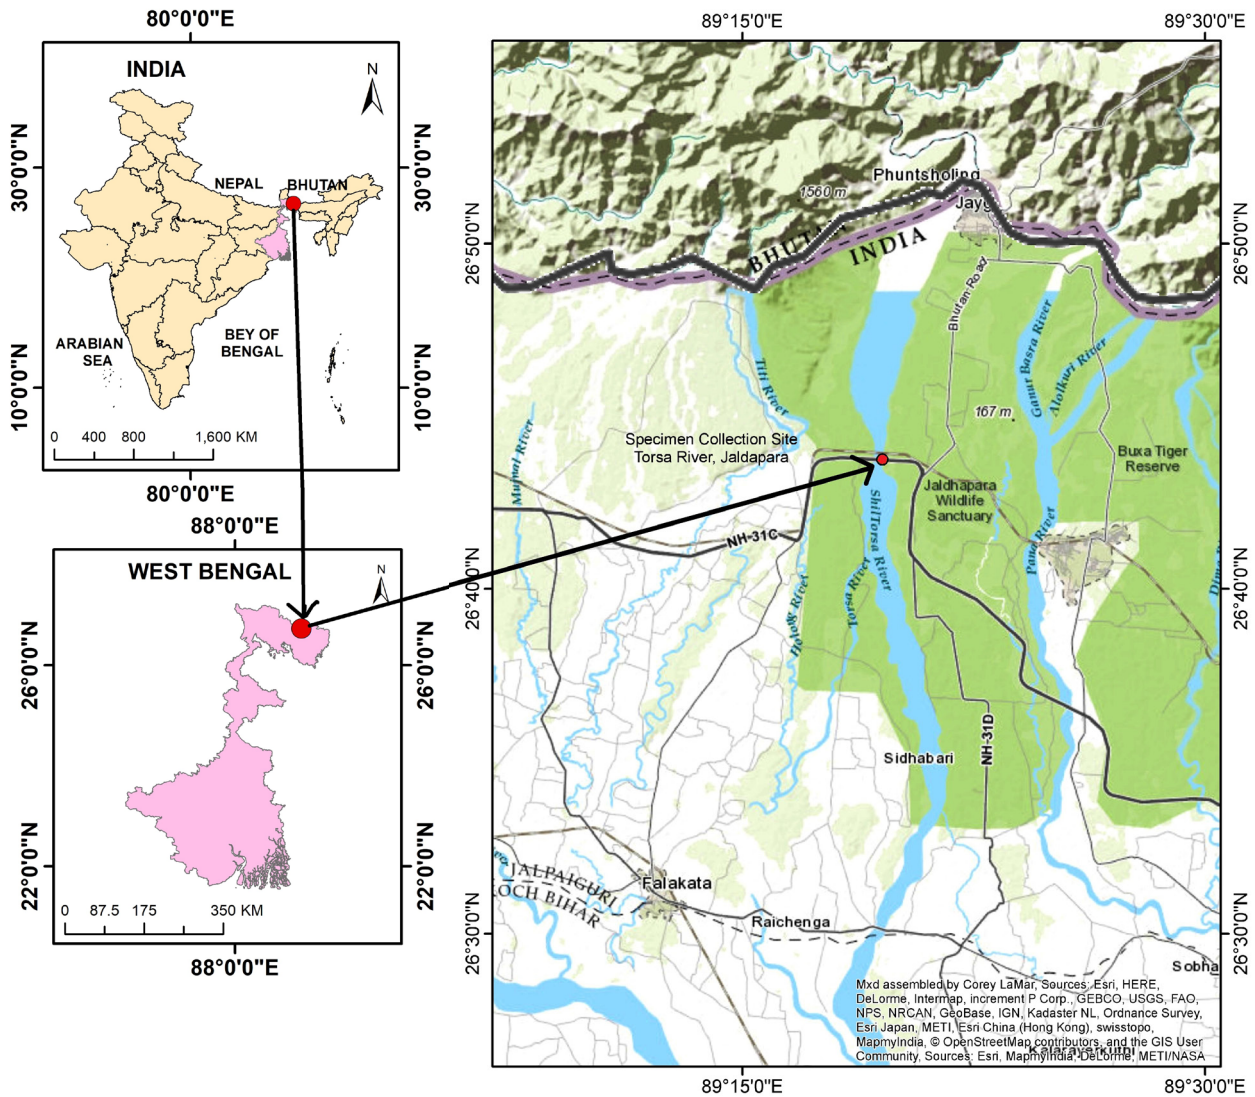 80°0'0"E
INDIA
N
30°0'0"N
30°0'0"N
NEPAL
BHUTAN
ARABIAN
SEA
BEY OF
BENGAL
10°0'0"N
10°0'0"N
0 400 800 1,600 KM
80°0'0"E
88°0'0"E
WEST BENGAL
N
26°0'0"N
26°0'0"N
22°0'0"N
22°0'0"N
0 87.5 175 350 KM
88°0'0"E
89°15'0"E
89°30'0"E
Phuntsholing
1560 m
Jayg
BHUTAN
INDIA
26°50'0"N
26°50'0"N
Bhutan Road
Titi River
Ganur Basra River
Alolkuri River
167 m
Mujnai River
Specimen Collection Site
Torsa River, Jaldapara
Buxa Tiger
Reserve
Jaldhapara
Wildlife
Sanctuary
NH-31C
ShilTorsa River
Pana River
Torsa River
Holong River
26°40'0"N
26°40'0"N
NH-31D
Sidhabari
JALPAIGURI
OCH BIHAR
Falakata
Raichenga
26°30'0"N
26°30'0"N
Sobha
Mxd assembled by Corey LaMar, Sources: Esri, HERE,
DeLorme, Intermap, increment P Corp., GEBCO, USGS, FAO,
NPS, NRCAN, GeoBase, IGN, Kadaster NL, Ordnance Survey,
Esri Japan, METI, Esri China (Hong Kong), swisstopo,
MapmyIndia, © OpenStreetMap contributors, and the GIS User
Community, Sources: Esri, MapmyIndia, DeLorme, METI/NASA
89°15'0"E
89°30'0"E